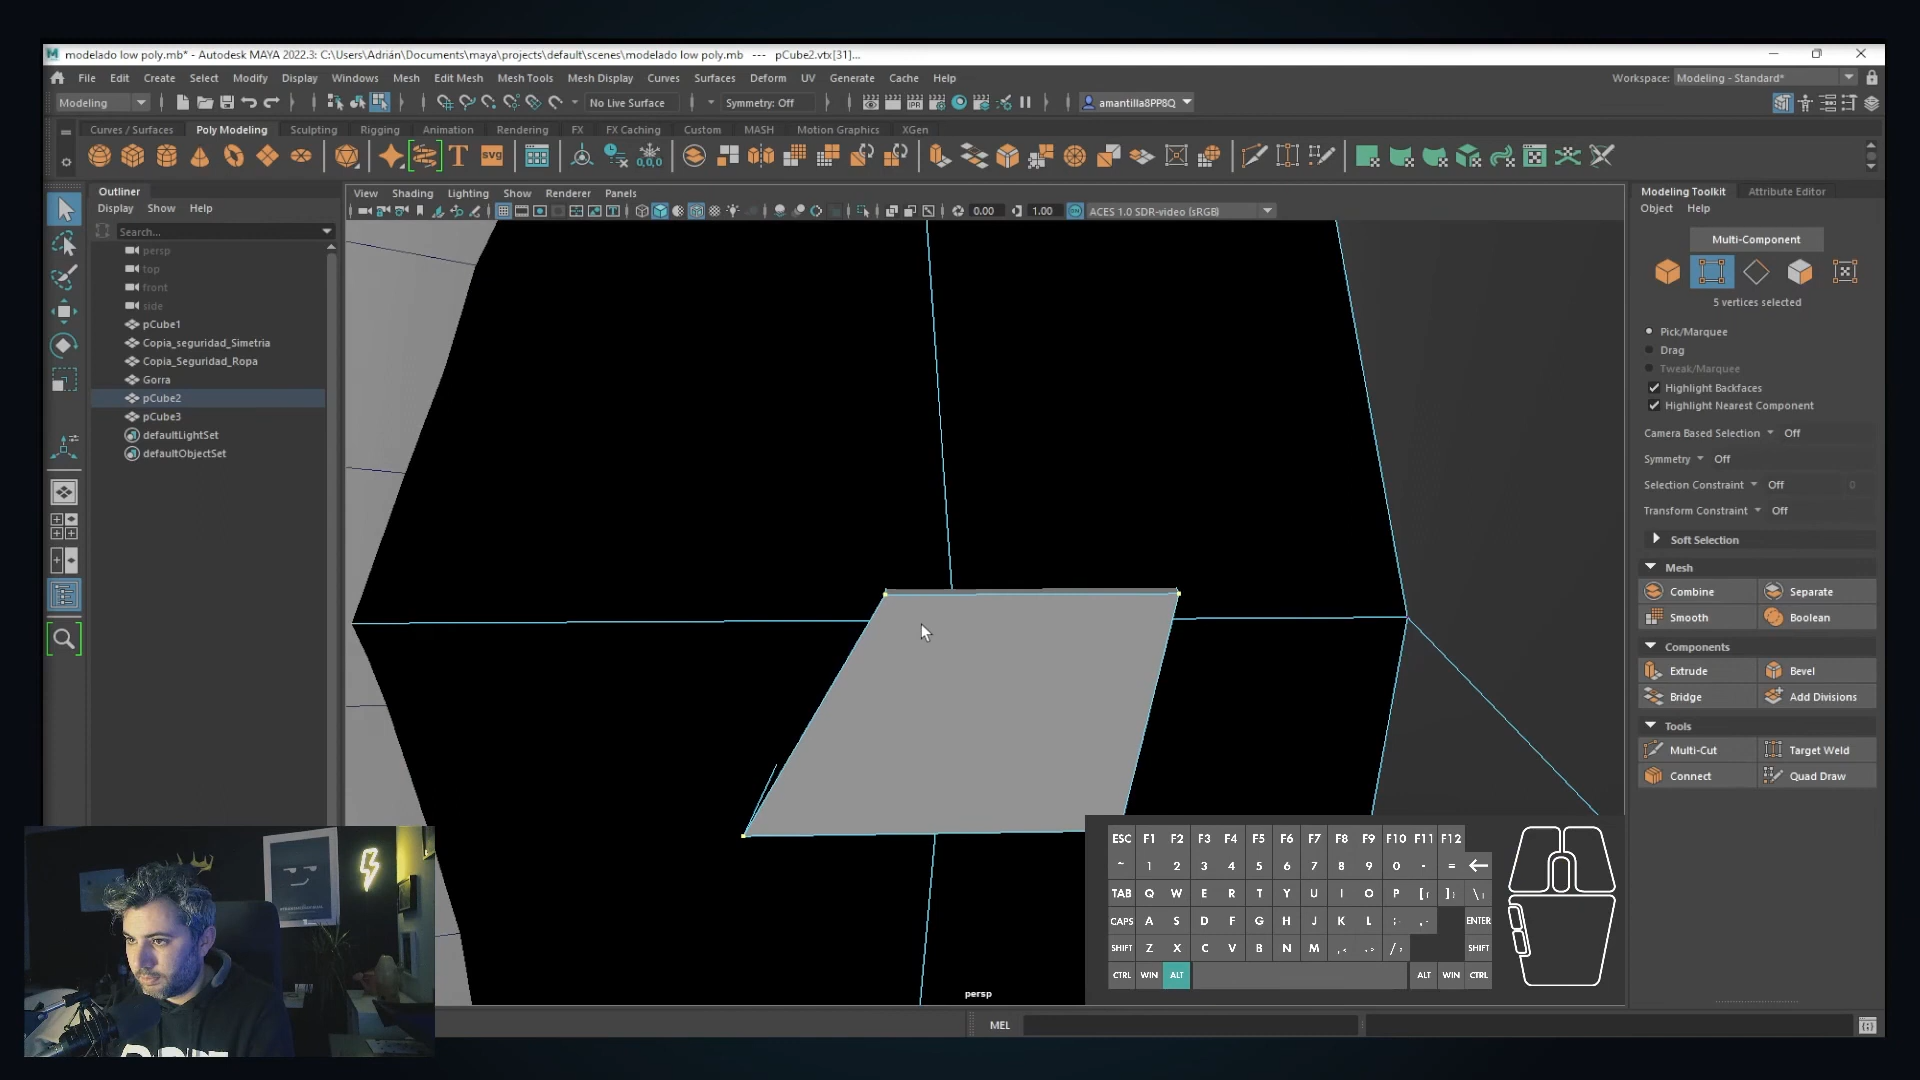 modelado low poly.mb* - Autodesk MAYA 2022.3: C:\Users\Adrián\Documents\maya\projects\default\scenes\modelado low poly.mb --- pCube2.vtx[31]...
File Edit Create Select Modify Display Windows Mesh Edit Mesh Mesh Tools Mesh Display Curves Surfaces Deform UV Generate Cache Help
Workspace: Modeling - Standard*
Modeling
No Live Surface
Symmetry: Off
amantilla8PP8Q
Curves / Surfaces Poly Modeling Sculpting Rigging Animation Rendering FX FX Caching Custom MASH Motion Graphics XGen
T svg 0,0,0
Outliner
Display Show Help
Search...
persp
top
front
side
pCube1
Copia_seguridad_Simetria
Copia_Seguridad_Ropa
Gorra
pCube2
pCube3
defaultLightSet
defaultObjectSet
View Shading Lighting Show Renderer Panels
0.00 1.00 ACES 1.0 SDR-video (sRGB)
persp
MEL
Modeling Toolkit Attribute Editor
Object Help
Multi-Component
5 vertices selected
Pick/Marquee
Drag
Tweak/Marquee
Highlight Backfaces
Highlight Nearest Component
Camera Based Selection Off
Symmetry Off
Selection Constraint Off 0
Transform Constraint Off
Soft Selection
Mesh
Combine Separate
Smooth Boolean
Components
Extrude Bevel
Bridge Add Divisions
Tools
Multi-Cut Target Weld
Connect Quad Draw
ESC F1 F2 F3 F4 F5 F6 F7 F8 F9 F10 F11 F12
~ 1 2 3 4 5 6 7 8 9 0 - = ←
TAB Q W E R T Y U I O P [{ ]} \|
CAPS A S D F G H J K L ; ENTER
SHIFT Z X C V B N M /? SHIFT
CTRL WIN ALT ALT WIN CTRL